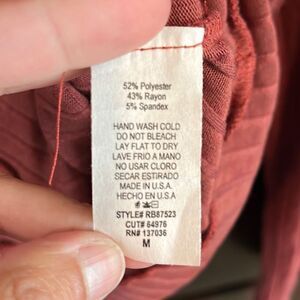 52% Polyester
43% Rayon
5% Spandex
HAND WASH COLD
DO NOT BLEACH
LAY FLAT TO DRY
LAVE FRIO A MANO
NO USAR CLORO
SECAR ESTIRADO
MADE IN U.S.A.
HECHO EN U.S.A
STYLE# RB87523
CUT# 64976
RN# 137036
M